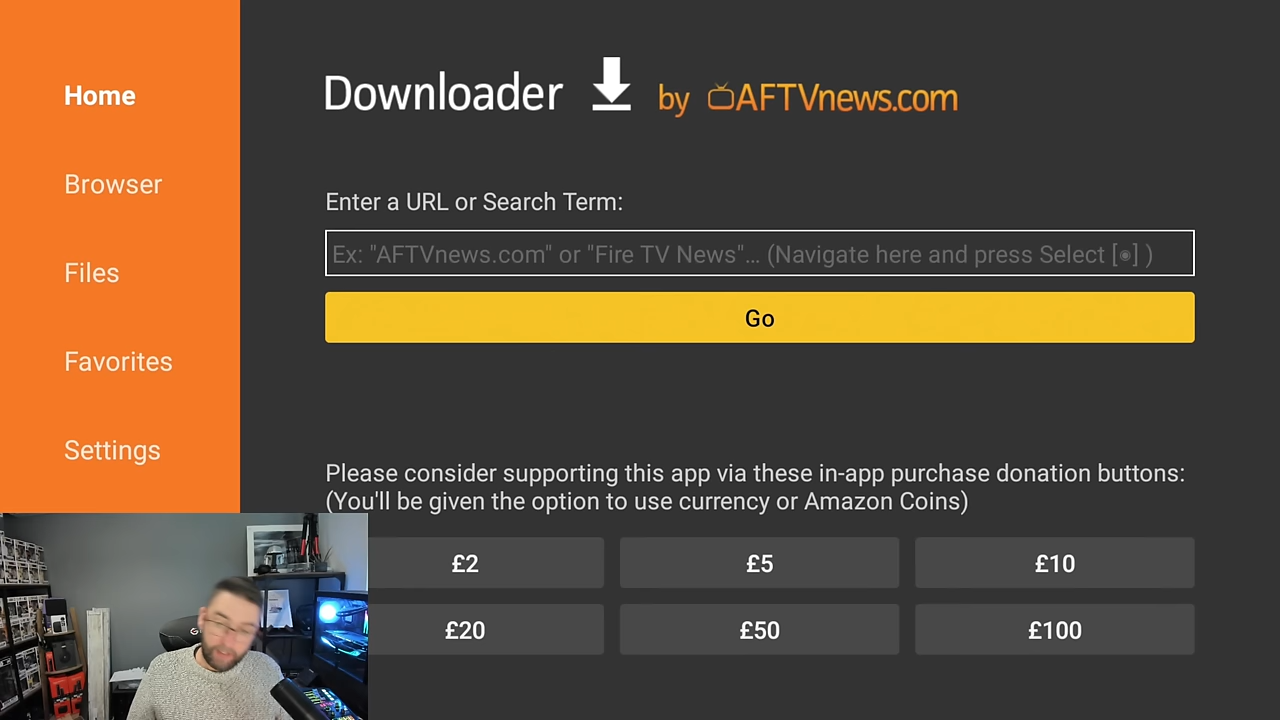 Home
Browser
Files
Favorites
Settings
Downloader by AFTVnews.com
Enter a URL or Search Term:
Ex: "AFTVnews.com" or "Fire TV News"... (Navigate here and press Select [◉] )
Go
Please consider supporting this app via these in-app purchase donation buttons:
(You'll be given the option to use currency or Amazon Coins)
£2 £5 £10
£20 £50 £100